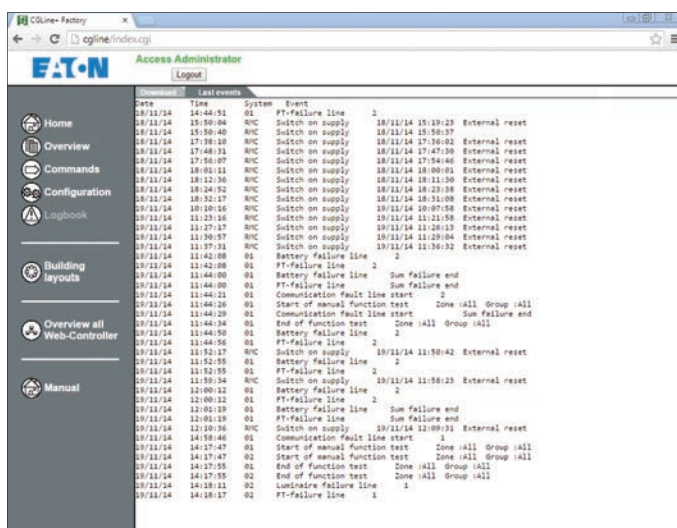 CGLine+ Factory
cgline/index.cgi
EATON
Access Administrator
Logout
Download Last events
Home
Overview
Commands
Configuration
Logbook
Building layouts
Overview all Web-Controller
Manual
Date Time System Event
18/11/14 14:44:51 01 FT-failure line 2
18/11/14 15:50:04 RMC Switch on supply 18/11/14 15:19:23 External reset
18/11/14 15:50:40 RMC Switch on supply 18/11/14 15:50:37
18/11/14 17:38:10 RMC Switch on supply 18/11/14 17:36:02 External reset
18/11/14 17:48:31 RMC Switch on supply 18/11/14 17:47:30 External reset
18/11/14 17:56:07 RMC Switch on supply 18/11/14 17:54:46 External reset
18/11/14 18:01:11 RMC Switch on supply 18/11/14 18:00:01 External reset
18/11/14 18:12:36 RMC Switch on supply 18/11/14 18:11:30 External reset
18/11/14 18:24:52 RMC Switch on supply 18/11/14 18:23:38 External reset
18/11/14 18:32:17 RMC Switch on supply 18/11/14 18:31:08 External reset
19/11/14 10:10:16 RMC Switch on supply 19/11/14 10:07:58 External reset
19/11/14 11:23:16 RMC Switch on supply 19/11/14 11:21:58 External reset
19/11/14 11:27:17 RMC Switch on supply 19/11/14 11:26:13 External reset
19/11/14 11:30:57 RMC Switch on supply 19/11/14 11:29:04 External reset
19/11/14 11:37:31 RMC Switch on supply 19/11/14 11:36:32 External reset
19/11/14 11:42:08 01 Battery failure line 2
19/11/14 11:42:08 01 FT-failure line 2
19/11/14 11:44:00 01 Battery failure line Sum failure end
19/11/14 11:44:00 01 FT-failure line Sum failure end
19/11/14 11:44:21 01 Communication fault line start 2
19/11/14 11:44:26 01 Start of manual function test Zone :All Group :All
19/11/14 11:44:29 01 Communication fault line start Sum failure end
19/11/14 11:44:34 01 End of function test Zone :All Group :All
19/11/14 11:44:50 01 Battery failure line 2
19/11/14 11:44:56 01 FT-failure line 2
19/11/14 11:52:17 RMC Switch on supply 19/11/14 11:50:42 External reset
19/11/14 11:52:55 01 Battery failure line 2
19/11/14 11:52:55 01 FT-failure line 2
19/11/14 11:59:34 RMC Switch on supply 19/11/14 11:58:23 External reset
19/11/14 12:00:12 01 Battery failure line 2
19/11/14 12:00:12 01 FT-failure line 2
19/11/14 12:01:19 01 Battery failure line Sum failure end
19/11/14 12:01:19 01 FT-failure line Sum failure end
19/11/14 12:10:36 RMC Switch on supply 19/11/14 12:09:31 External reset
19/11/14 14:58:46 01 Communication fault line start 1
19/11/14 14:17:47 01 Start of manual function test Zone :All Group :All
19/11/14 14:17:47 02 Start of manual function test Zone :All Group :All
19/11/14 14:17:55 01 End of function test Zone :All Group :All
19/11/14 14:17:55 02 End of function test Zone :All Group :All
19/11/14 14:18:11 02 Luminaire failure line 1
19/11/14 14:18:17 02 FT-failure line 1